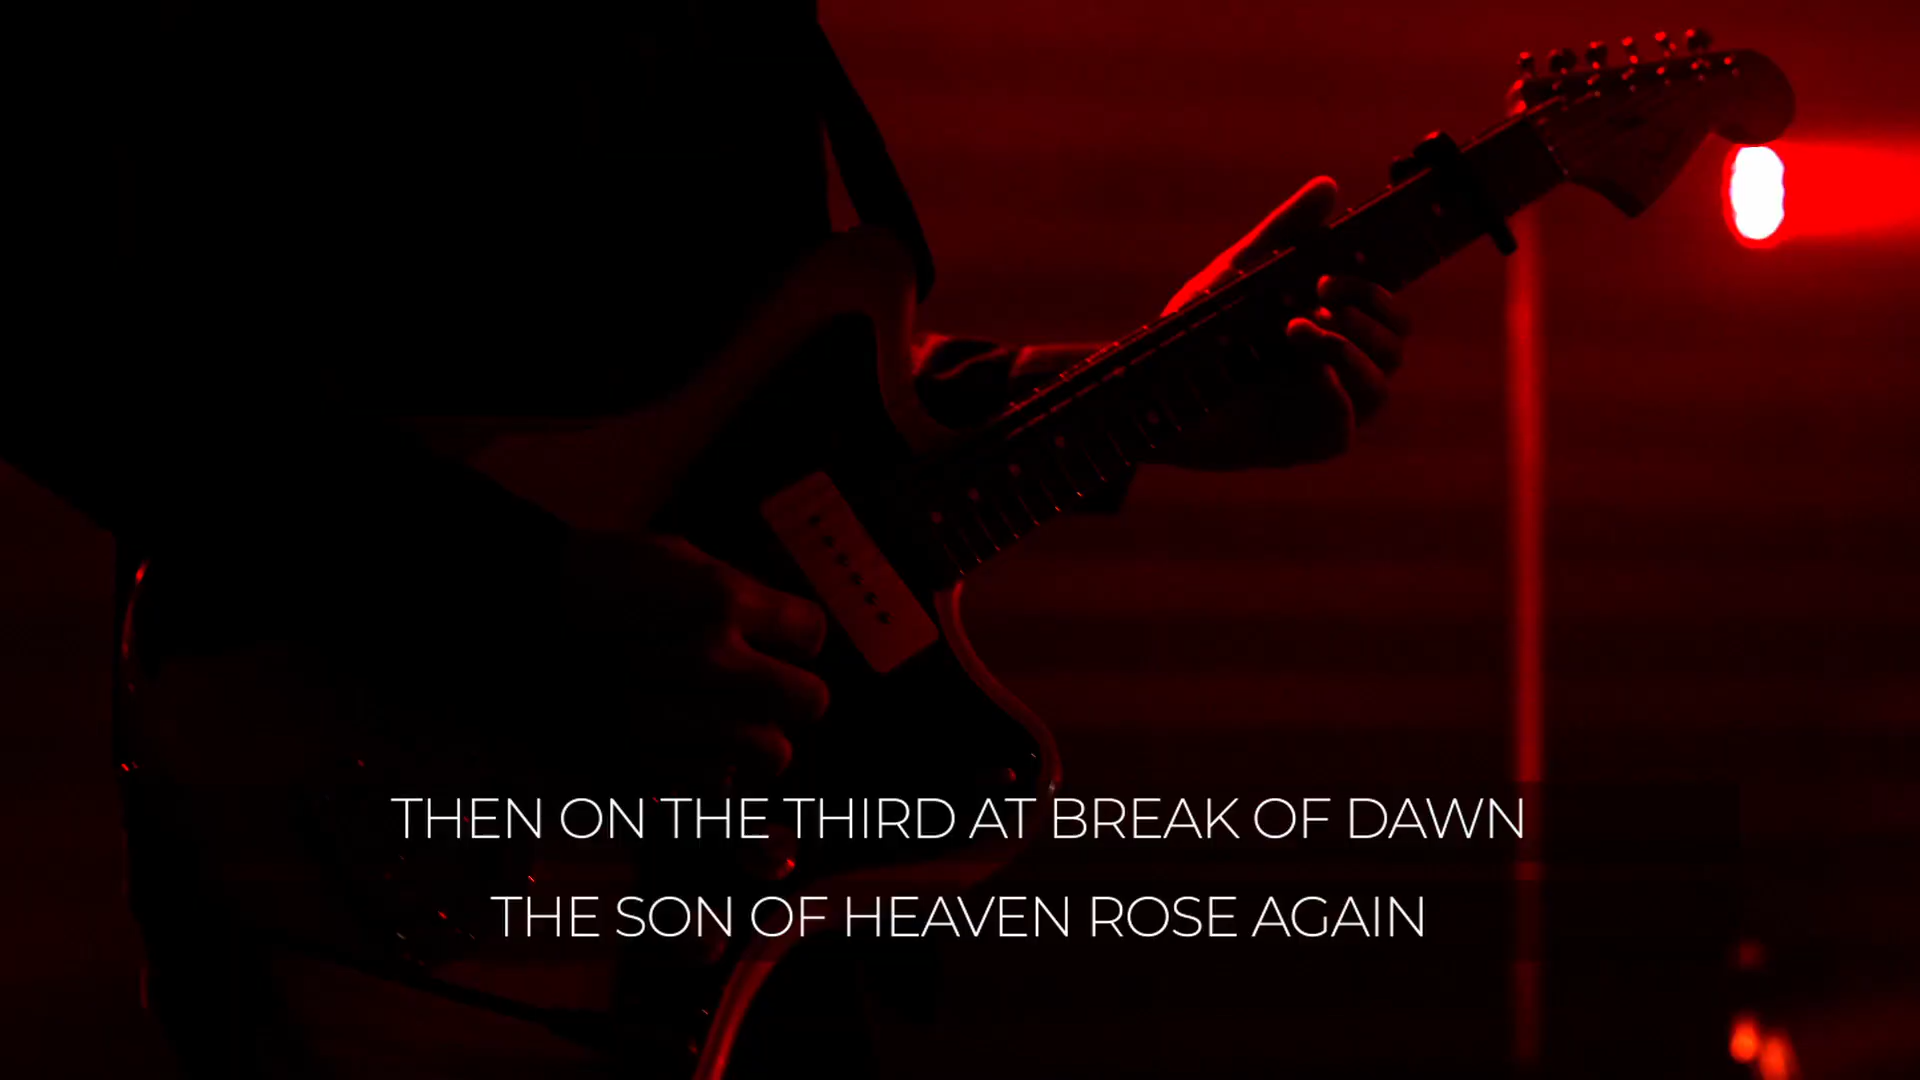 THEN ON THE THIRD AT BREAK OF DAWN
THE SON OF HEAVEN ROSE AGAIN